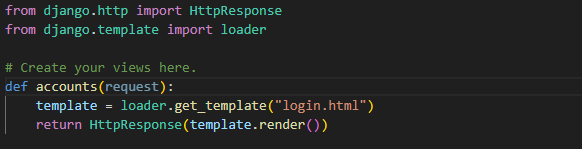 from django.http import HttpResponse
from django.template import loader
# Create your views here.
def accounts(request):
    template = loader.get_template("login.html")
    return HttpResponse(template.render())